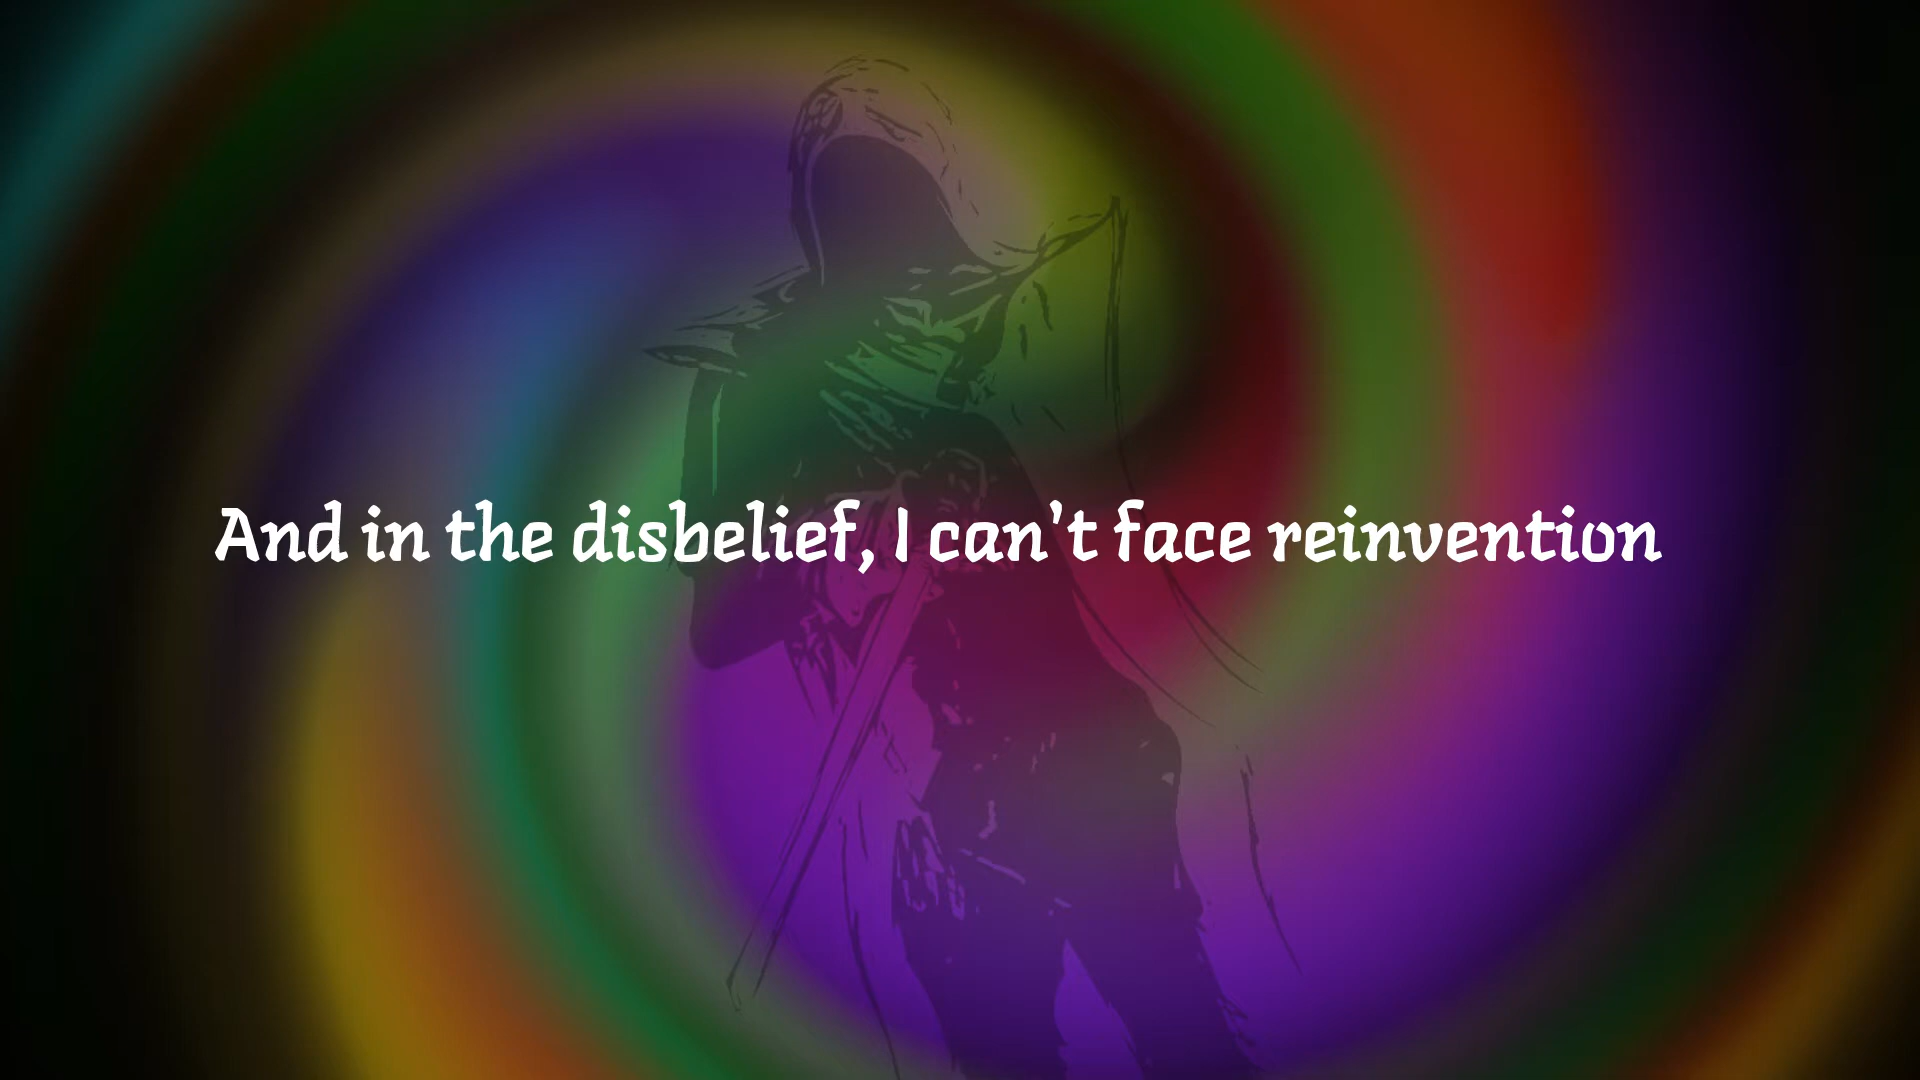 And in the disbelief, I can't face reinvention